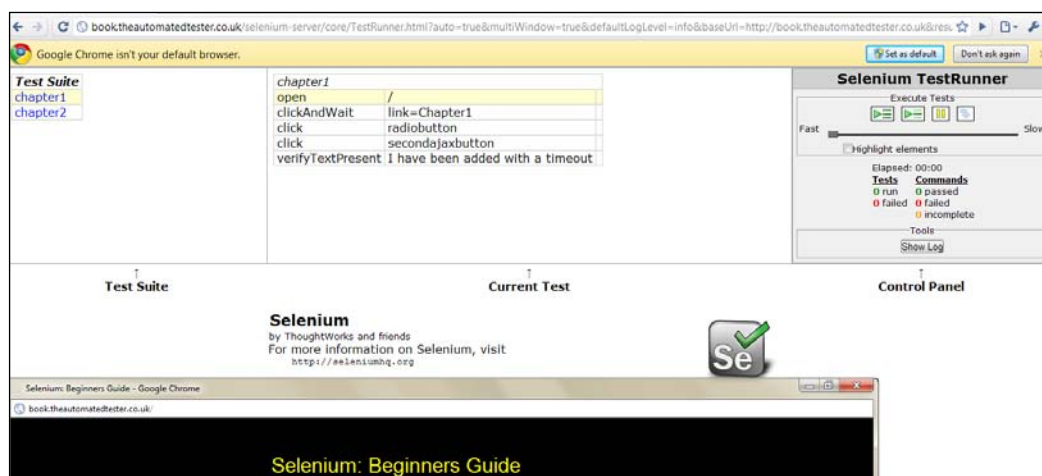 book.theautomatedtester.co.uk/selenium-server/core/TestRunner.html?auto=true&multiWindow=true&defaultLogLevel=info&baseUrl=http://book.theautomatedtester.co.uk&resu
Google Chrome isn't your default browser.
Set as default
Don't ask again
Test Suite
chapter1
chapter2
chapter1
open /
clickAndWait link=Chapter1
click radiobutton
click secondajaxbutton
verifyTextPresent I have been added with a timeout
Selenium TestRunner
Execute Tests
Fast Slow
Highlight elements
Elapsed: 00:00
Tests Commands
0 run 0 passed
0 failed 0 failed
0 incomplete
Tools
Show Log
↑ ↑ ↑
Test Suite Current Test Control Panel
Selenium
by ThoughtWorks and friends
For more information on Selenium, visit
http://seleniumhq.org
Se
Selenium: Beginners Guide - Google Chrome
book.theautomatedtester.co.uk/
Selenium: Beginners Guide